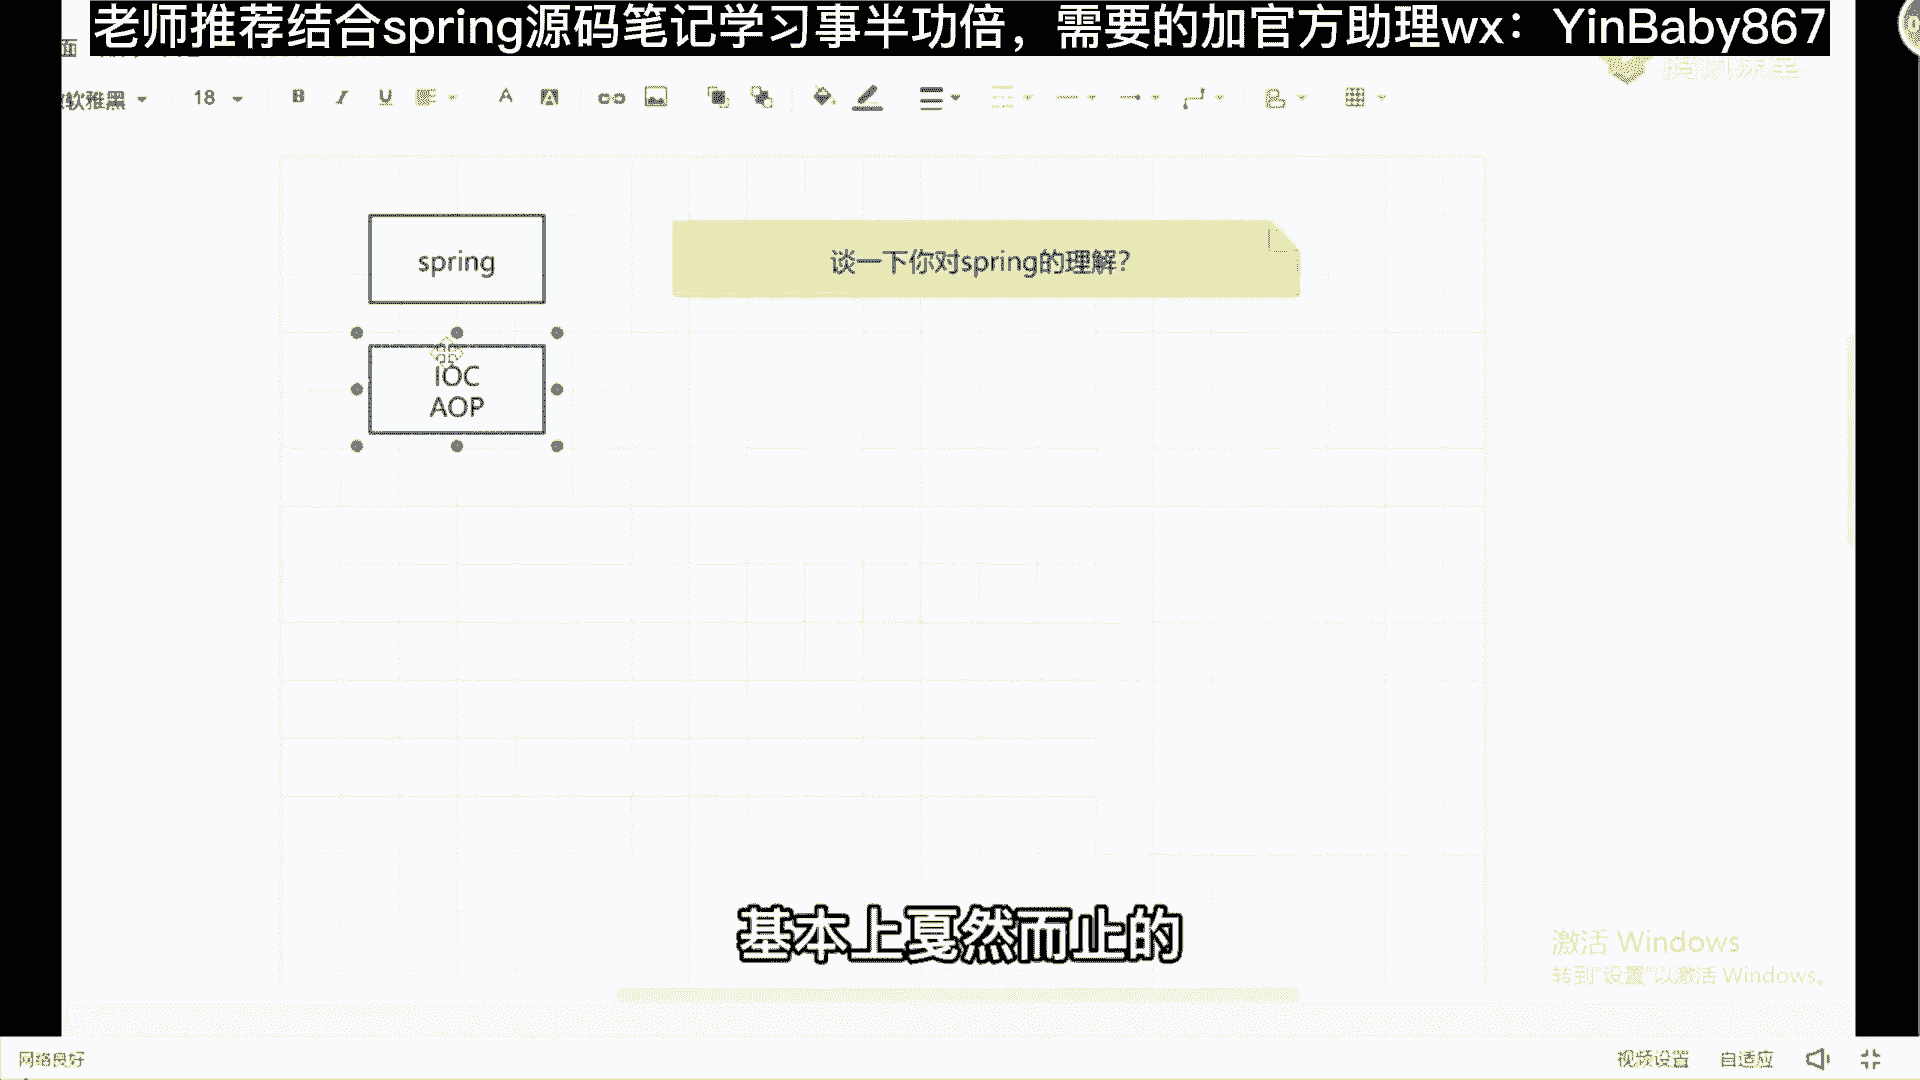 老师推荐结合spring源码笔记学习事半功倍，需要的加官方助理wx：YinBaby867
面
软雅黑
18
B I U A A
spring
谈一下你对spring的理解？
IOC
AOP
基本上戛然而止的
激活 Windows
转到"设置"以激活 Windows。
网络良好
视频设置
自适应